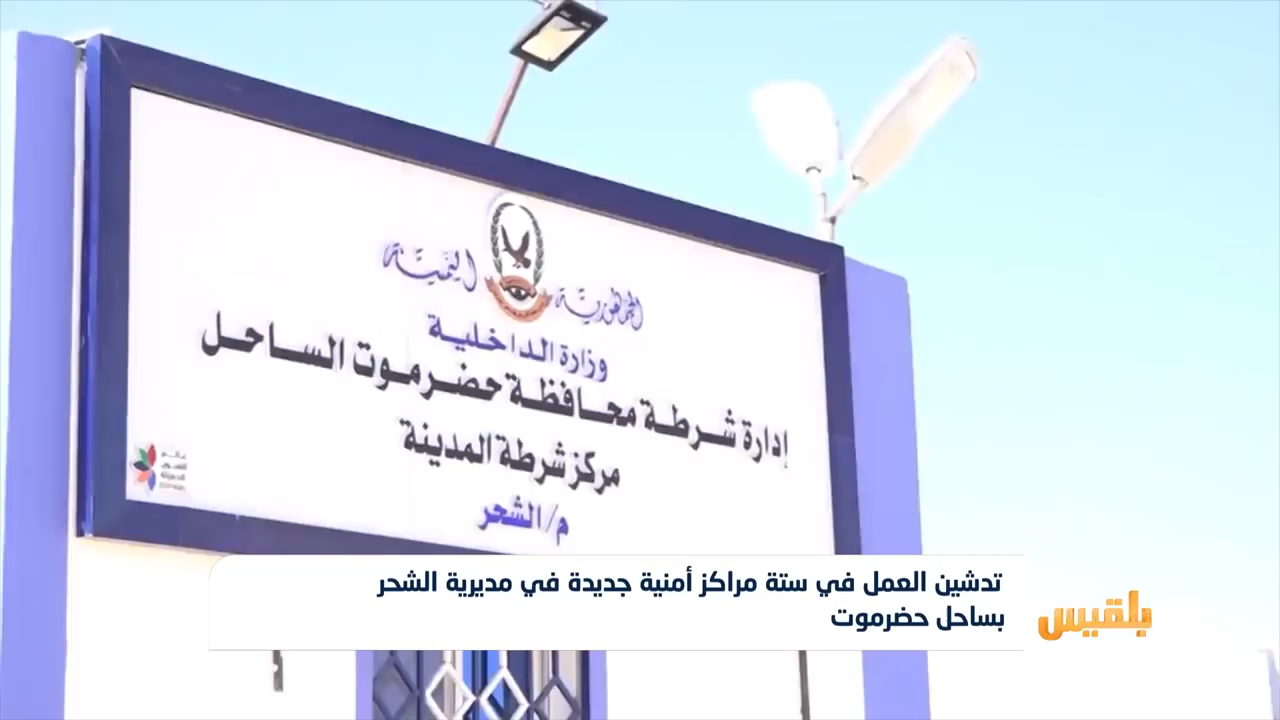 الجمهورية اليمنية
وزارة الداخلية
إدارة شرطة محافظة حضرموت الساحل
مركز شرطة المدينة
م/الشحر
تدشين العمل في ستة مراكز أمنية جديدة في مديرية الشحر
بساحل حضرموت
بلقيس